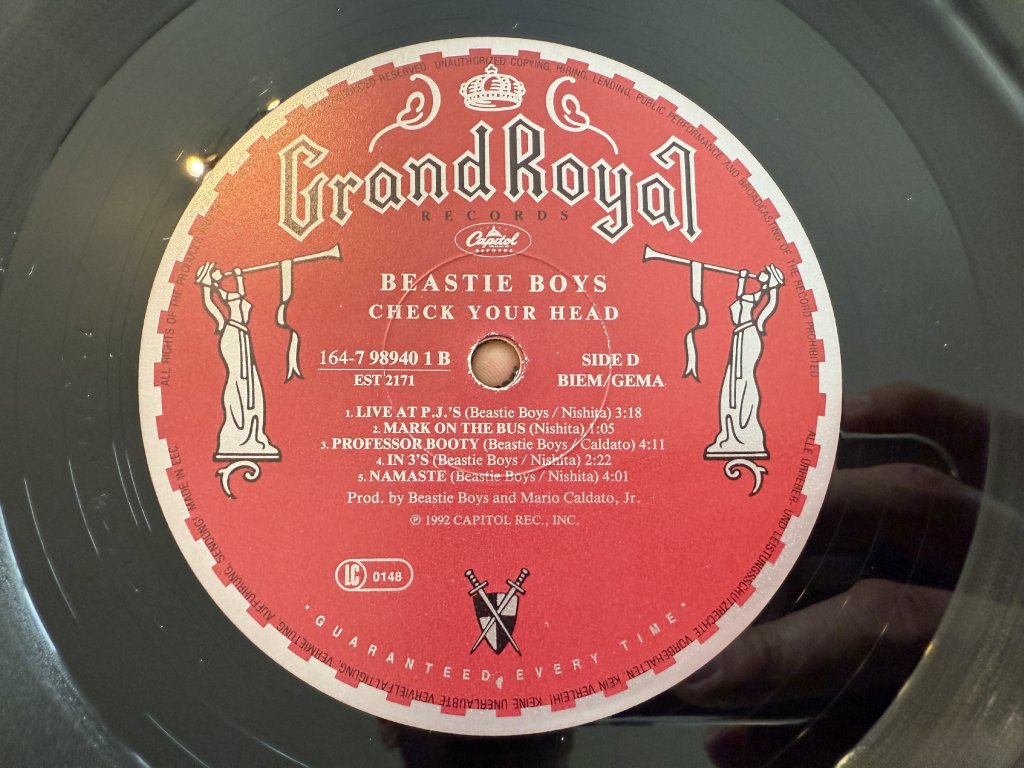 GrandRoyal
RECORDS
Capitol
RECORDS
BEASTIE BOYS
CHECK YOUR HEAD
164-7 98940 1 B
EST 2171
SIDE D
BIEM/GEMA
1. LIVE AT P.J.'S (Beastie Boys / Nishita) 3:18
2. MARK ON THE BUS (Nishita) 1:05
3. PROFESSOR BOOTY (Beastie Boys / Caldato) 4:11
4. IN 3'S (Beastie Boys / Nishita) 2:22
5. NAMASTE (Beastie Boys / Nishita) 4:01
Prod. by Beastie Boys and Mario Caldato, Jr.
℗ 1992 CAPITOL REC., INC.
LC 0148
"GUARANTEED EVERY TIME"
ALL RIGHTS OF THE PRODUCER RESERVED. UNAUTHORIZED COPYING, HIRING, LENDING, PUBLIC PERFORMANCE AND BROADCASTING OF THE RECORD PROHIBITED
ALLE URHEBER UND LEISTUNGSSCHUTZRECHTE VORBEHALTEN. KEIN VERLEIH! KEINE UNERLAUBTE VERVIELFÄLTIGUNG, VERMIETUNG, AUFFÜHRUNG, SENDUNG! MADE IN EEC